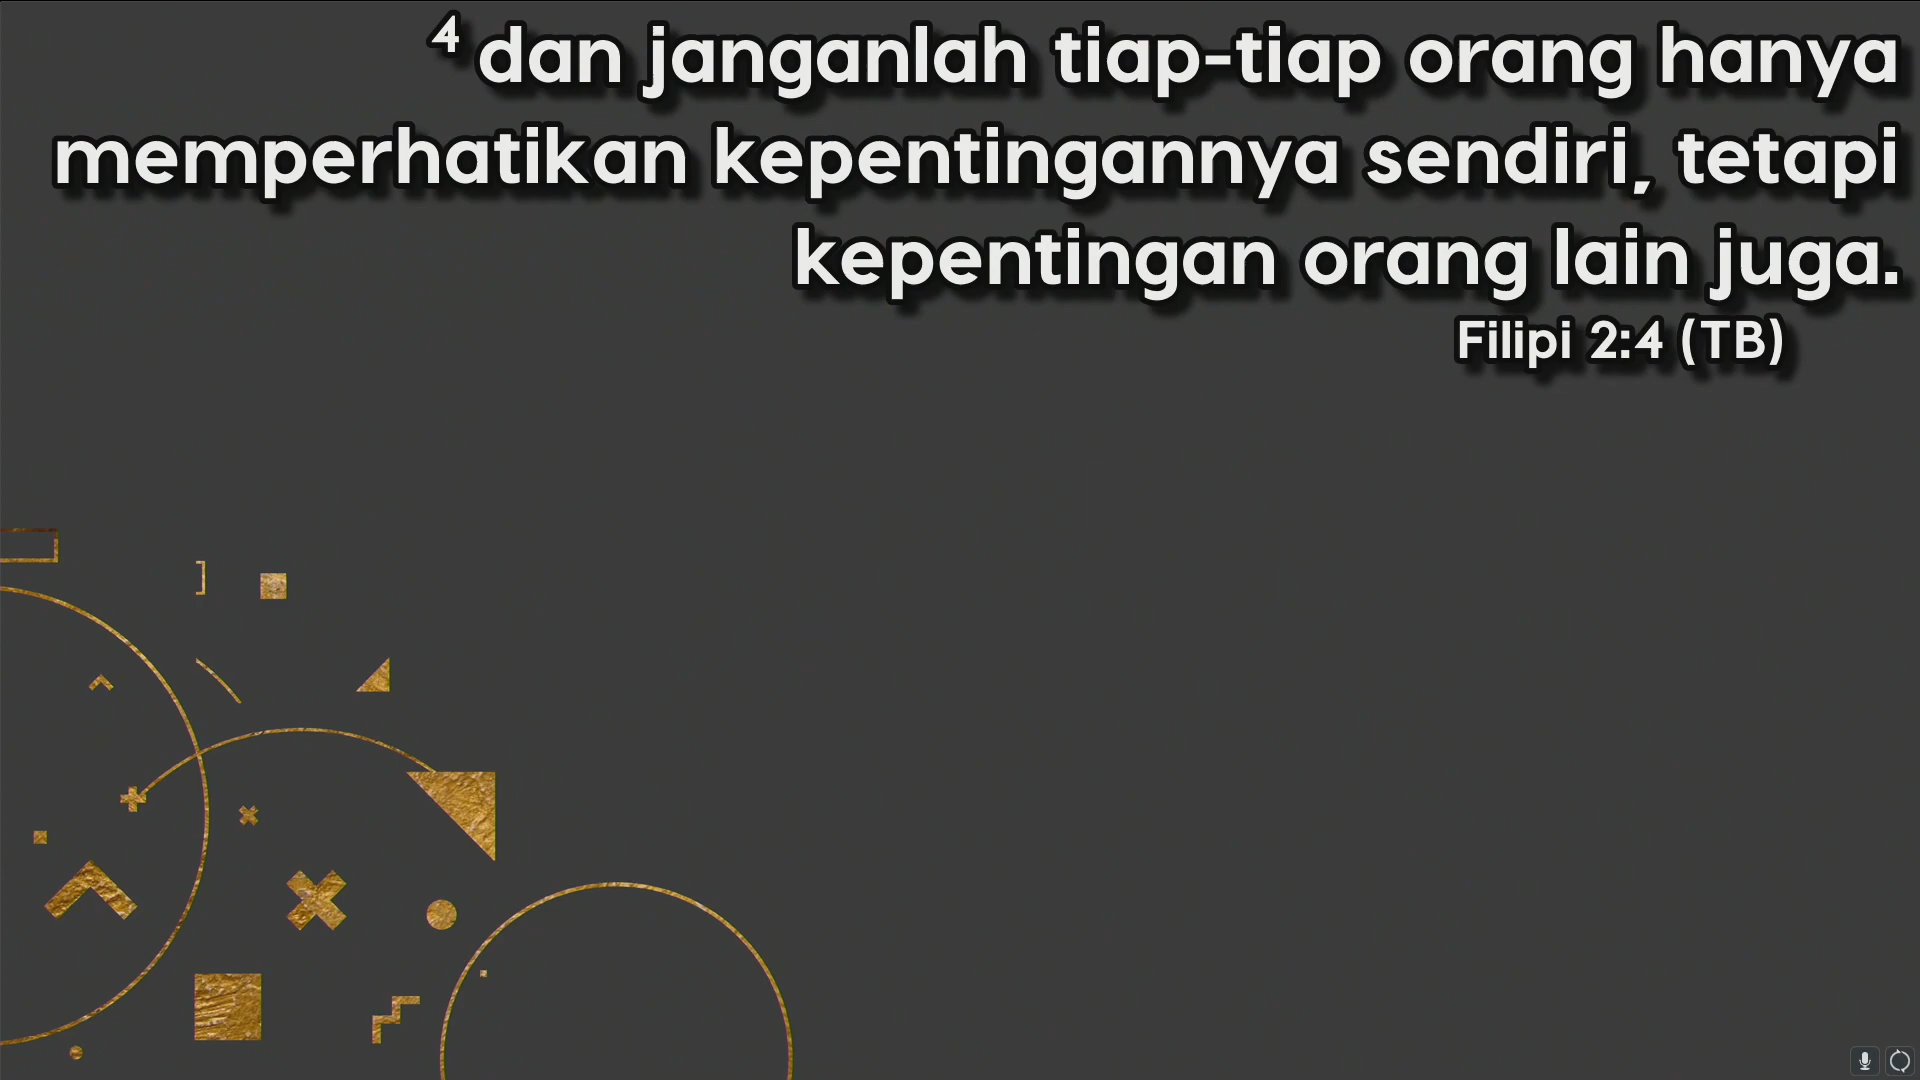 4 dan janganlah tiap-tiap orang hanya
memperhatikan kepentingannya sendiri, tetapi
kepentingan orang lain juga.
Filipi 2:4 (TB)